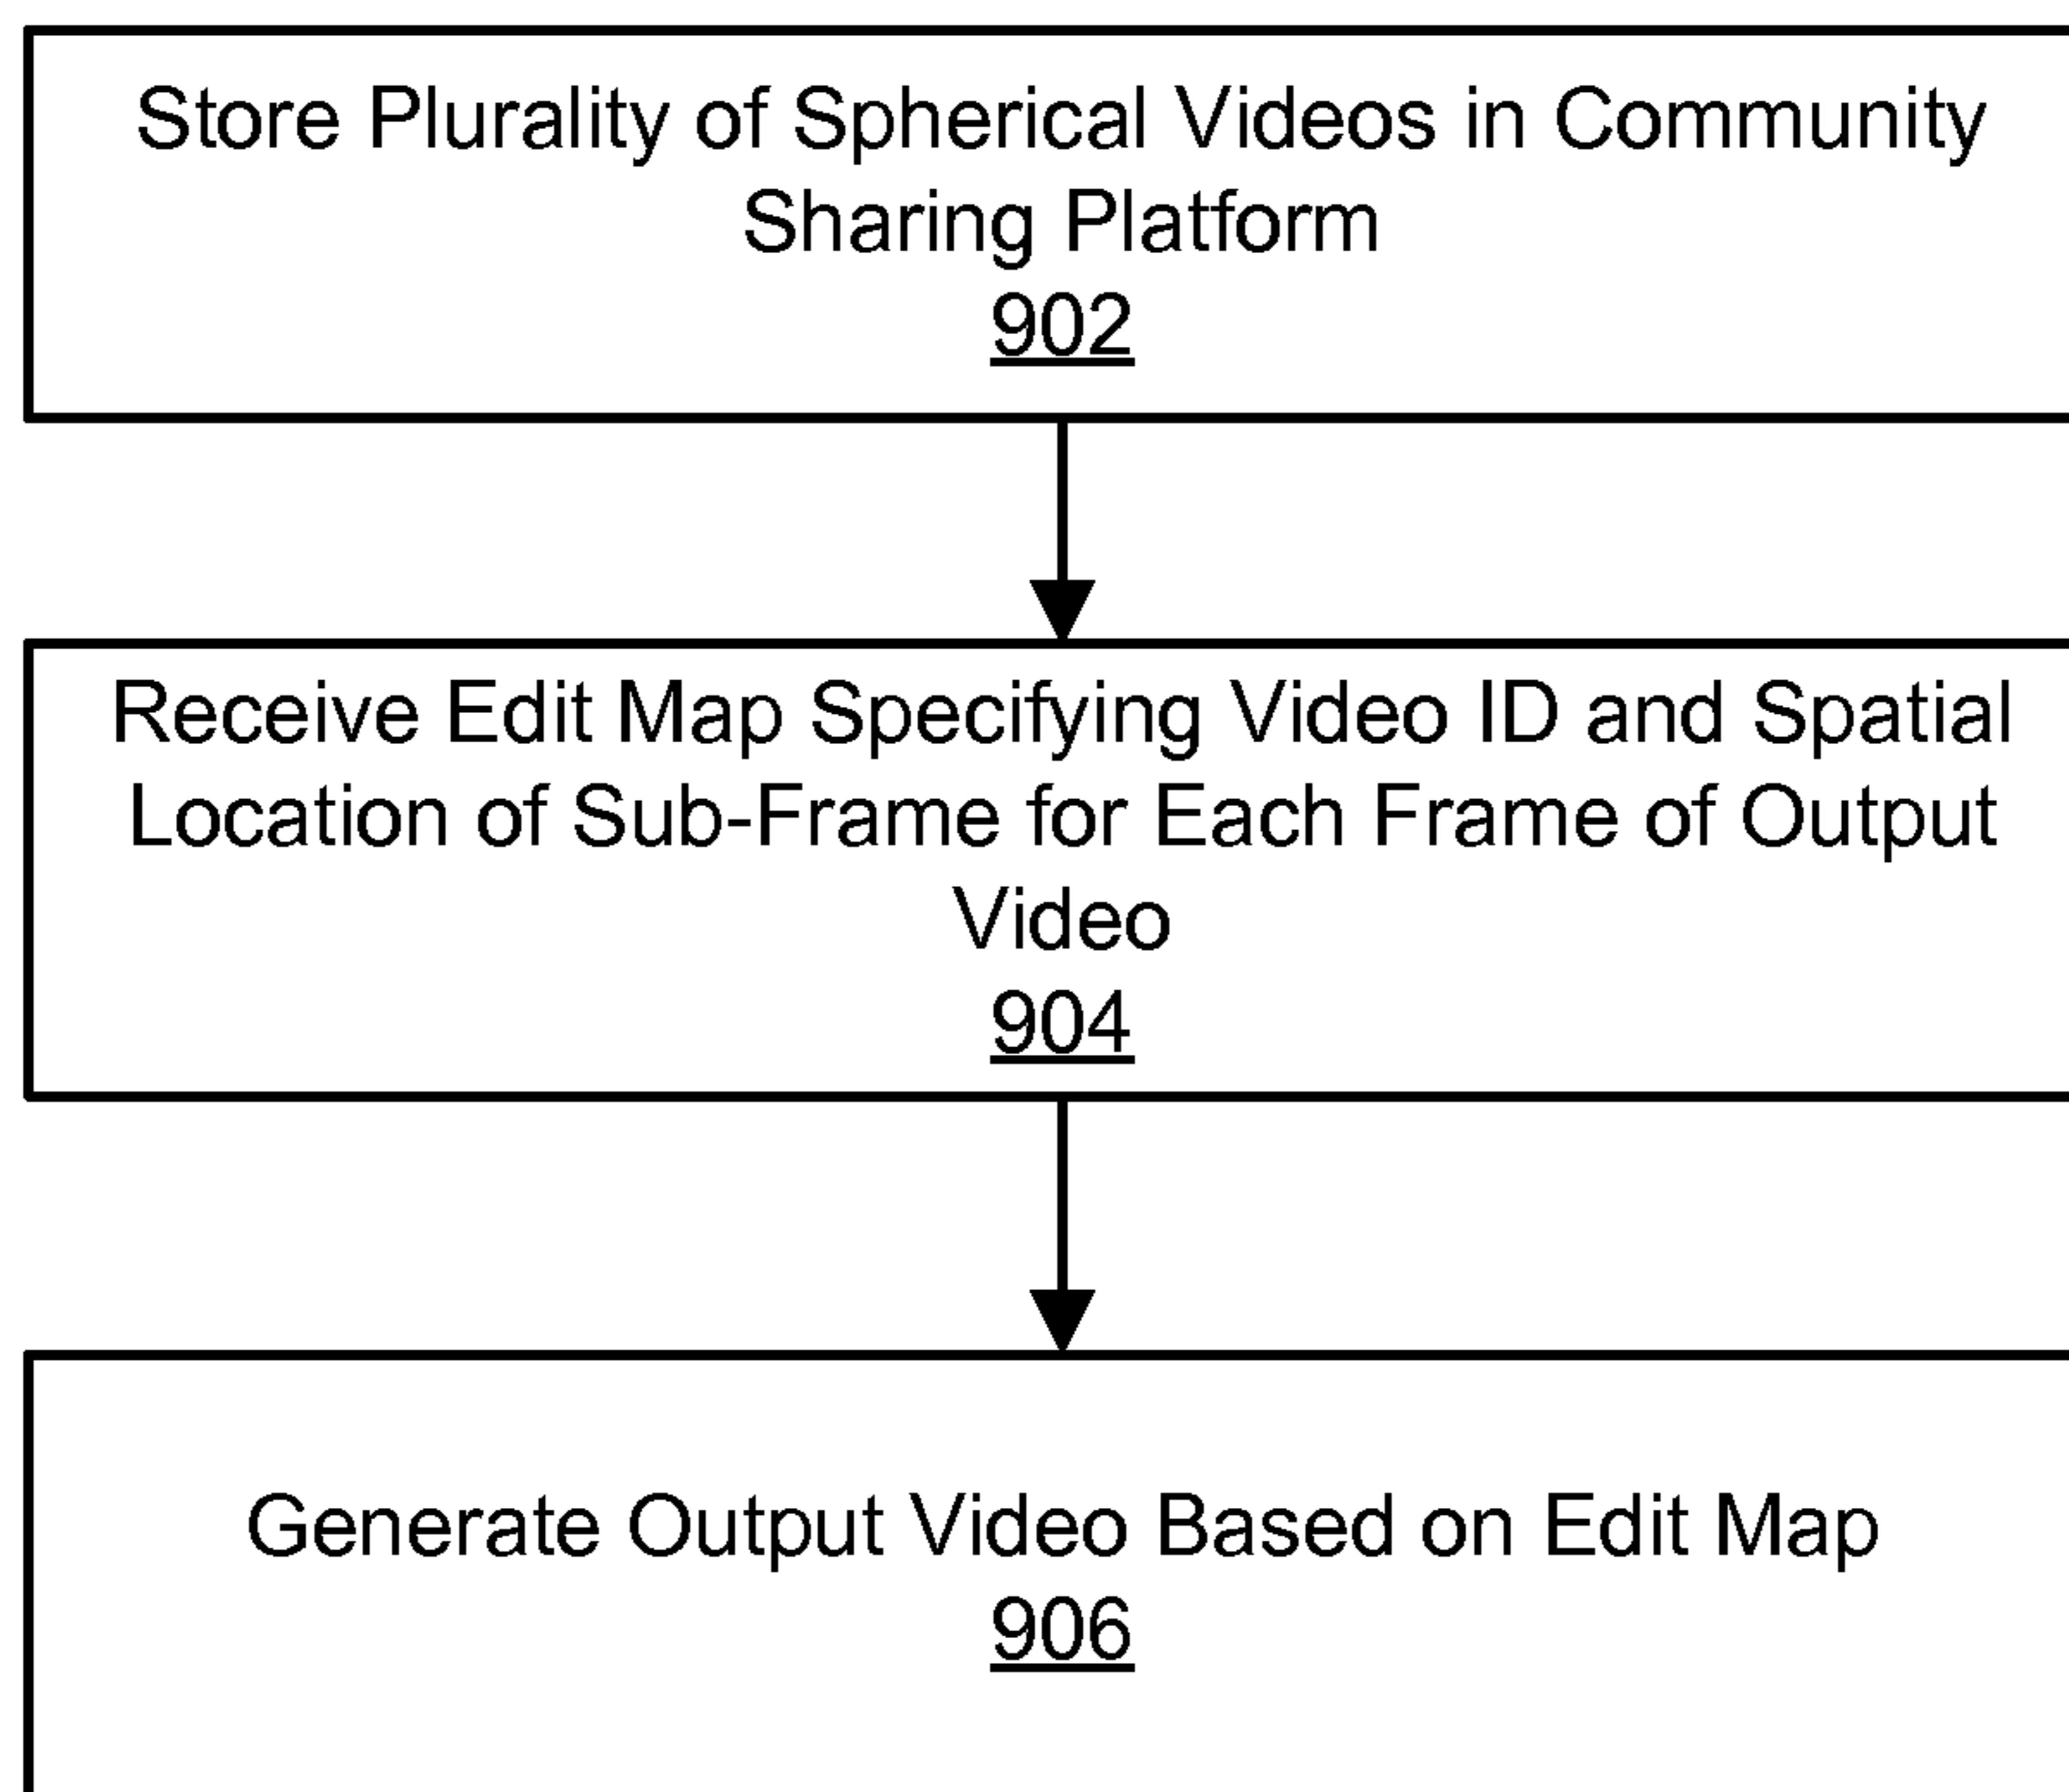 Store Plurality of Spherical Videos in Community
Sharing Platform
902
Receive Edit Map Specifying Video ID and Spatial
Location of Sub-Frame for Each Frame of Output
Video
904
Generate Output Video Based on Edit Map
906